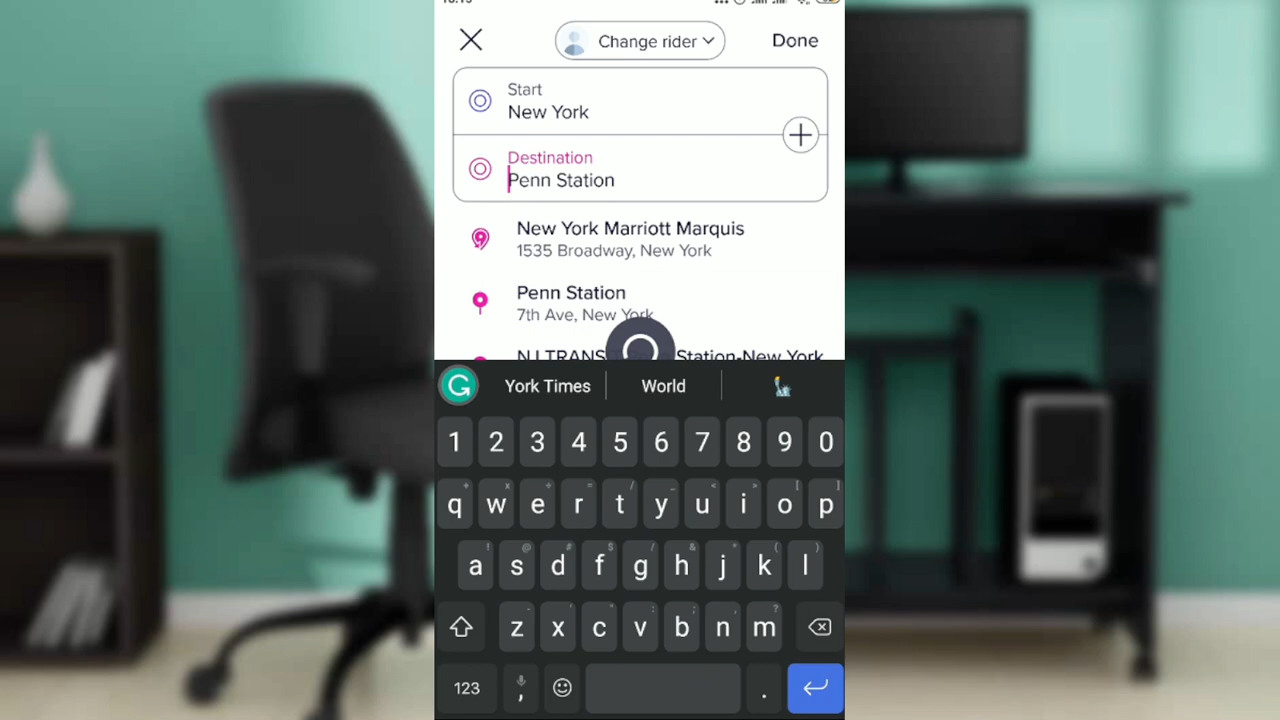 Change rider
Done
Start
New York
Destination
Penn Station
New York Marriott Marquis
1535 Broadway, New York
Penn Station
7th Ave, New York
NJ TRANS Station-New York
York Times World
1 2 3 4 5 6 7 8 9 0
q w e r t y u i o p
a s d f g h j k l
z x c v b n m
123 , .